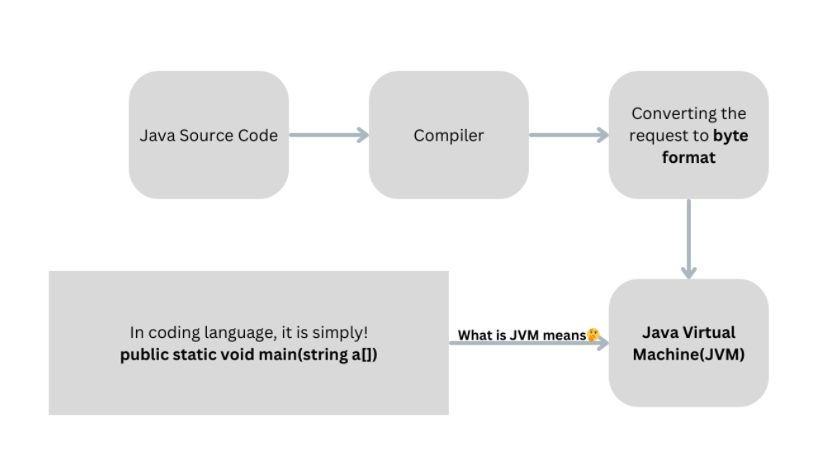 Java Source Code
Compiler
Converting the
request to byte
format
In coding language, it is simply!
public static void main(string a[])
What is JVM means🤔
Java Virtual
Machine(JVM)